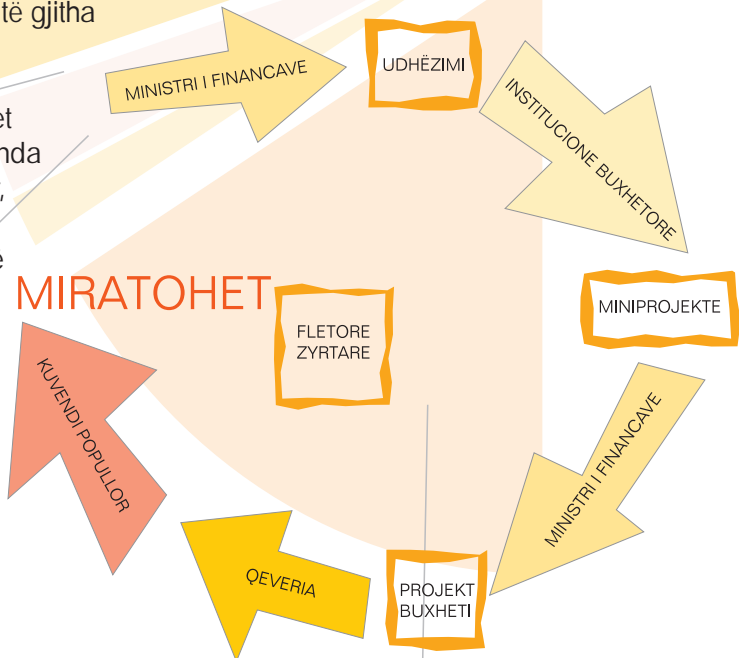 të gjitha
MINISTRI I FINANCAVE
UDHËZIMI
INSTITUCIONE BUXHETORE
MINIPROJEKTE
MINISTRI I FINANCAVE
PROJEKT
BUXHETI
QEVERIA
KUVENDI POPULLOR
MIRATOHET
FLETORE
ZYRTARE